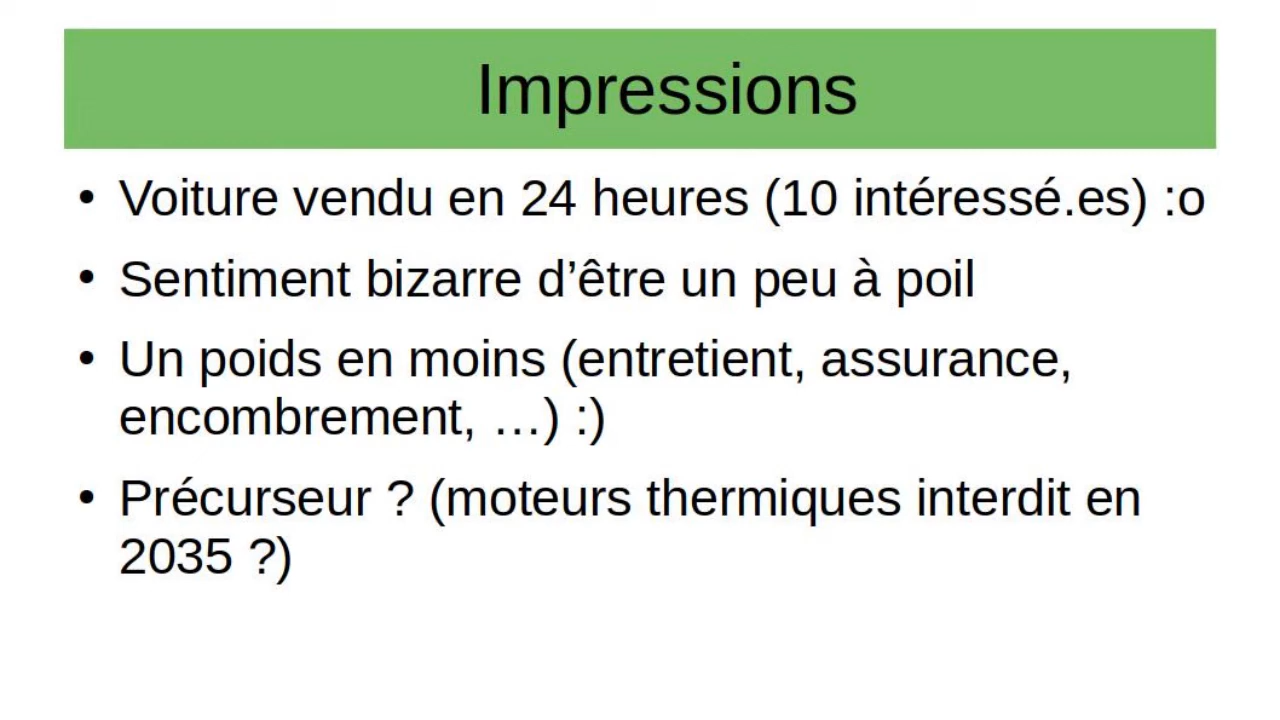 Impressions
• Voiture vendu en 24 heures (10 intéressé.es) :o
• Sentiment bizarre d’être un peu à poil
• Un poids en moins (entretient, assurance,
encombrement, …) :)
• Précurseur ? (moteurs thermiques interdit en
2035 ?)